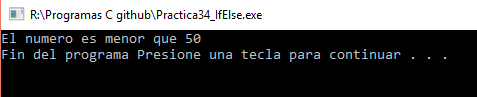 R:\Programas C github\Practica34_IfElse.exe
El numero es menor que 50
Fin del programa Presione una tecla para continuar . . .